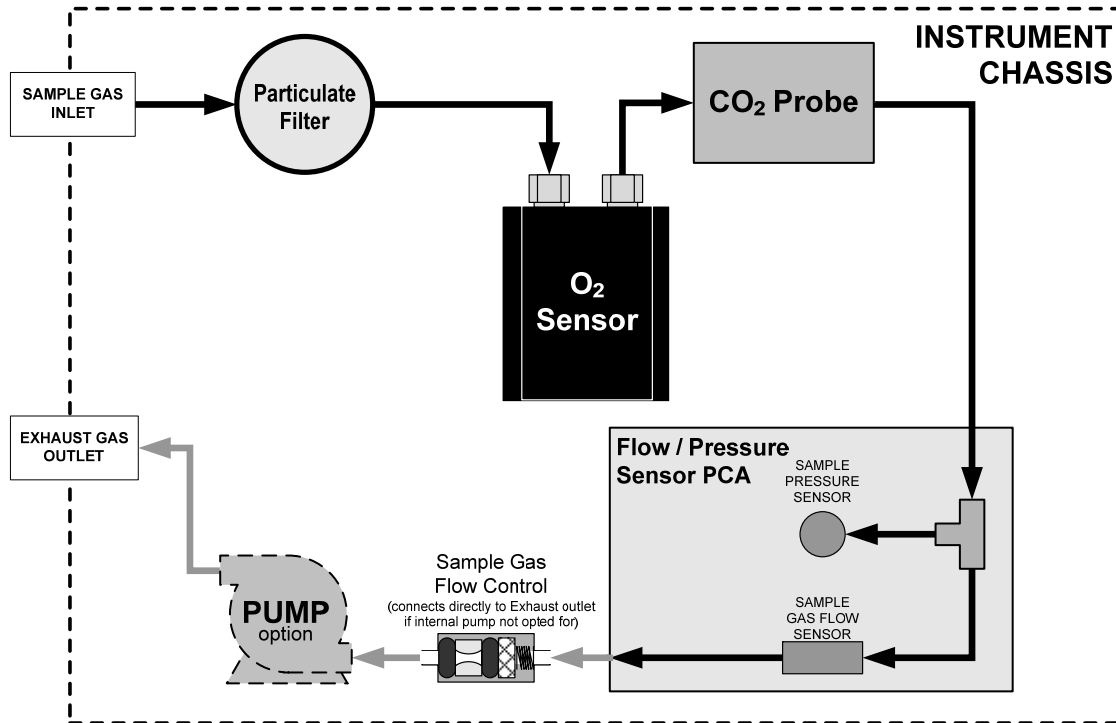 INSTRUMENT
CHASSIS
SAMPLE GAS
INLET
Particulate
Filter
CO₂ Probe
O₂
Sensor
EXHAUST GAS
OUTLET
Flow / Pressure
Sensor PCA
SAMPLE
PRESSURE
SENSOR
Sample Gas
Flow Control
(connects directly to Exhaust outlet
if internal pump not opted for)
PUMP
option
SAMPLE
GAS FLOW
SENSOR